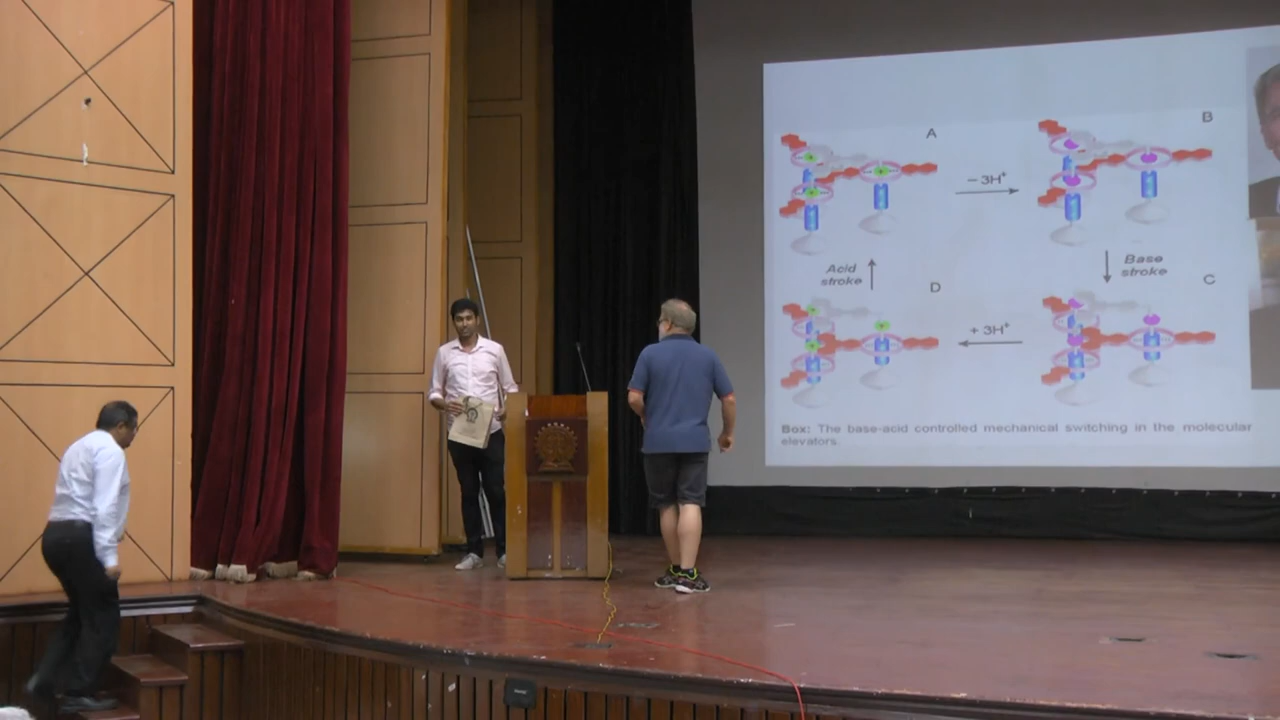 A
B
− 3H⁺
Acid
stroke
Base
stroke
D
C
+ 3H⁺
Box: The base-acid controlled mechanical switching in the molecular
elevators.